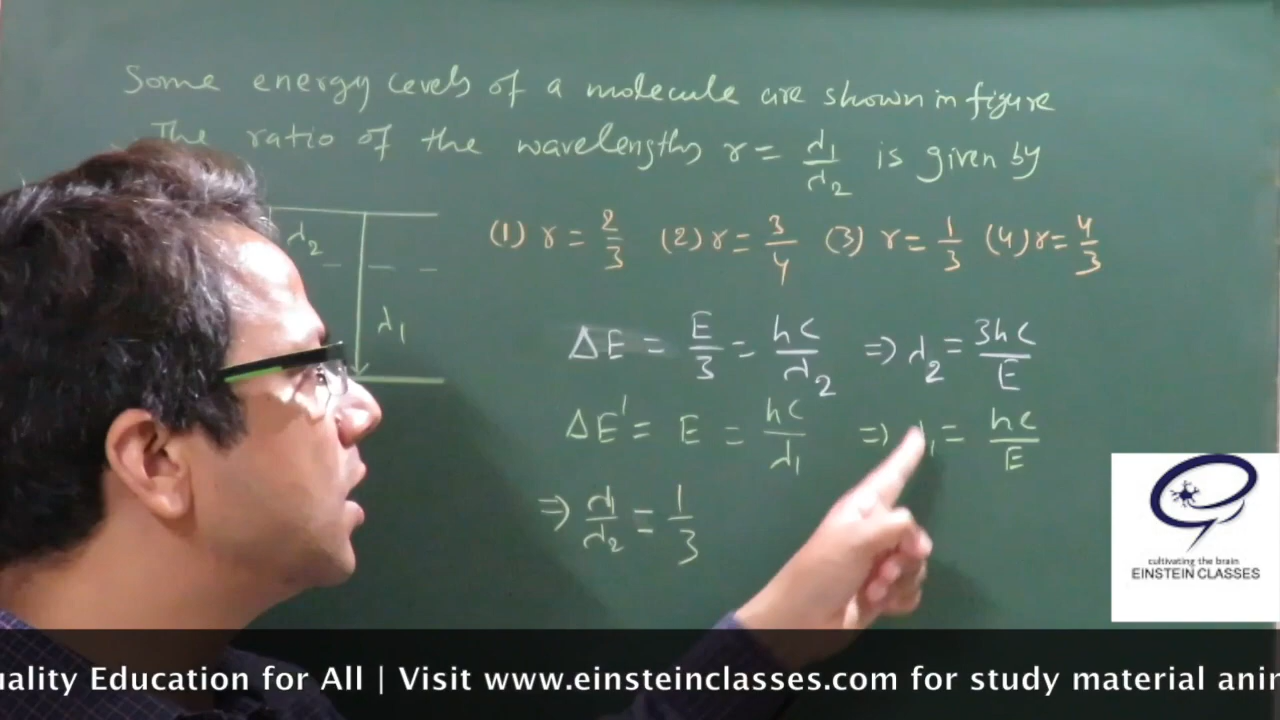 Some energy levels of a molecule are shown in figure
The ratio of the wavelengths r = λ1/λ2 is given by
λ2
λ1
(1) r = 2/3 (2) r = 3/4 (3) r = 1/3 (4) r = 4/3
ΔE = E/3 = hc/λ2 ⇒ λ2 = 3hc/E
ΔE' = E = hc/λ1 ⇒ λ1 = hc/E
⇒ λ1/λ2 = 1/3
cultivating the brain
EINSTEIN CLASSES
uality Education for All | Visit www.einsteinclasses.com for study material ani